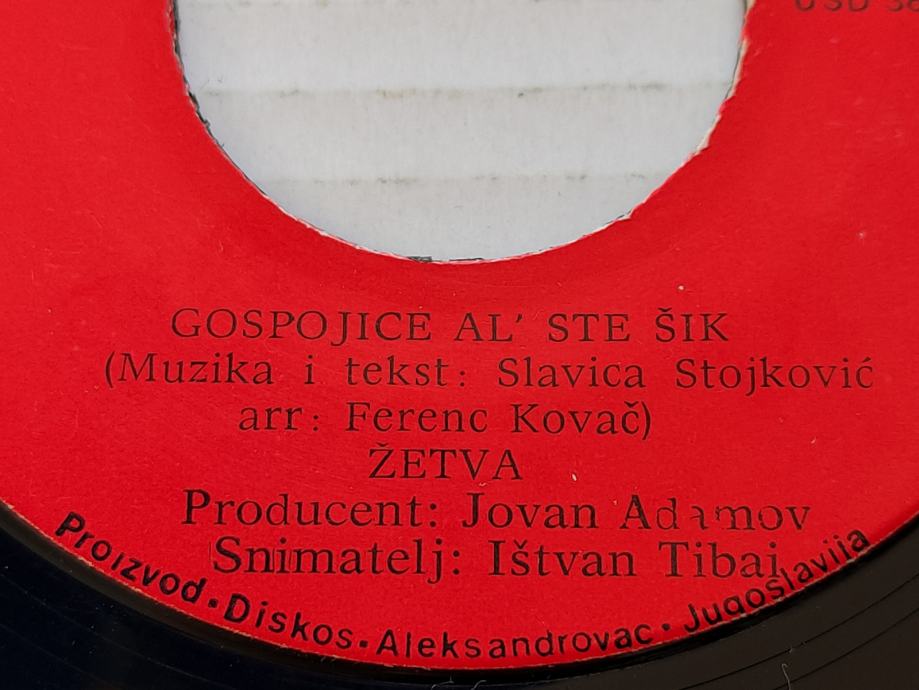 GOSPOJICE AL' STE ŠIK
(Muzika i tekst: Slavica Stojković
arr: Ferenc Kovač)
ŽETVA
Producent: Jovan Adamov
Snimatelj: Ištvan Tibai
Proizvod • Diskos • Aleksandrovac • Jugoslavija